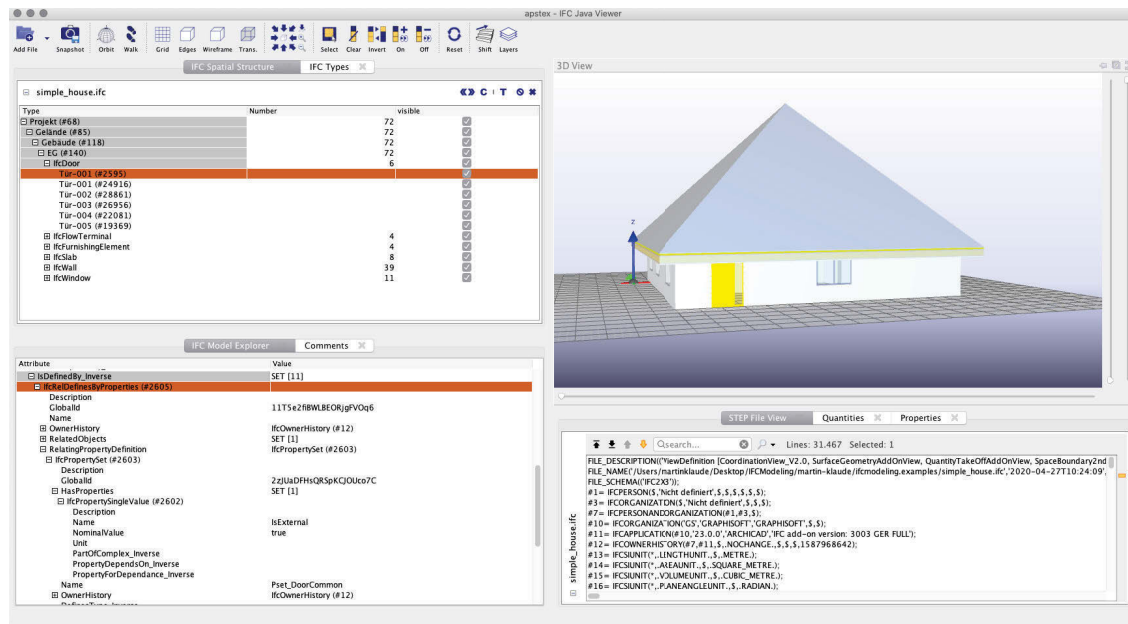 apstex - IFC Java Viewer
Add File Snapshot Orbit Walk Grid Edges Wireframe Trans. Select Clear Invert On Off Reset Shift Layers
IFC Spatial Structure IFC Types
3D View
simple_house.ifc
Type Number visible
Projekt (#68) 72
Gelände (#85) 72
Gebäude (#118) 72
EG (#140) 72
IfcDoor 6
Tür-001 (#2595)
Tür-001 (#24916)
Tür-002 (#28861)
Tür-003 (#26956)
Tür-004 (#22081)
Tür-005 (#19369)
IfcFlowTerminal 4
IfcFurnishingElement 4
IfcSlab 8
IfcWall 39
IfcWindow 11
z
IFC Model Explorer Comments
Attribute Value
IsDefinedBy_Inverse SET [11]
IfcRelDefinesByProperties (#2605)
Description
GlobalId 11T5e2fiBWLBEORjgFVOq6
Name
OwnerHistory IfcOwnerHistory (#12)
RelatedObjects SET [1]
RelatingPropertyDefinition IfcPropertySet (#2603)
IfcPropertySet (#2603)
Description
GlobalId 2zJUaDFHsQRSpKCJOUco7C
HasProperties SET [1]
IfcPropertySingleValue (#2602)
Description
Name IsExternal
NominalValue true
Unit
PartOfComplex_Inverse
PropertyDependsOn_Inverse
PropertyForDependance_Inverse
Name Pset_DoorCommon
OwnerHistory IfcOwnerHistory (#12)
STEP File View Quantities Properties
search... Lines: 31.467 Selected: 1
simple_house.ifc
FILE_DESCRIPTION(('ViewDefinition [CoordinationView_V2.0, SurfaceGeometryAddOnView, QuantityTakeOffAddOnView, SpaceBoundary2nd
FILE_NAME('/Users/martinklaude/Desktop/IFCModeling/martin-klaude/ifcmodeling.examples/simple_house.ifc','2020-04-27T10:24:09',
FILE_SCHEMA(('IFC2X3'));
#1= IFCPERSON($,'Nicht definiert',$,$,$,$,$,$);
#3= IFCORGANIZATION($,'Nicht definiert',$,$,$);
#7= IFCPERSONANDORGANIZATION(#1,#3,$);
#10= IFCORGANIZATION('GS','GRAPHISOFT','GRAPHISOFT',$,$);
#11= IFCAPPLICATION(#10,'23.0.0','ARCHICAD','IFC add-on version: 3003 GER FULL');
#12= IFCOWNERHISTORY(#7,#11,$,.NOCHANGE.,$,$,$,1587968642);
#13= IFCSIUNIT(*,.LENGTHUNIT.,$,.METRE.);
#14= IFCSIUNIT(*,.AREAUNIT.,$,.SQUARE_METRE.);
#15= IFCSIUNIT(*,.VOLUMEUNIT.,$,.CUBIC_METRE.);
#16= IFCSIUNIT(*,.PLANEANGLEUNIT.,$,.RADIAN.);